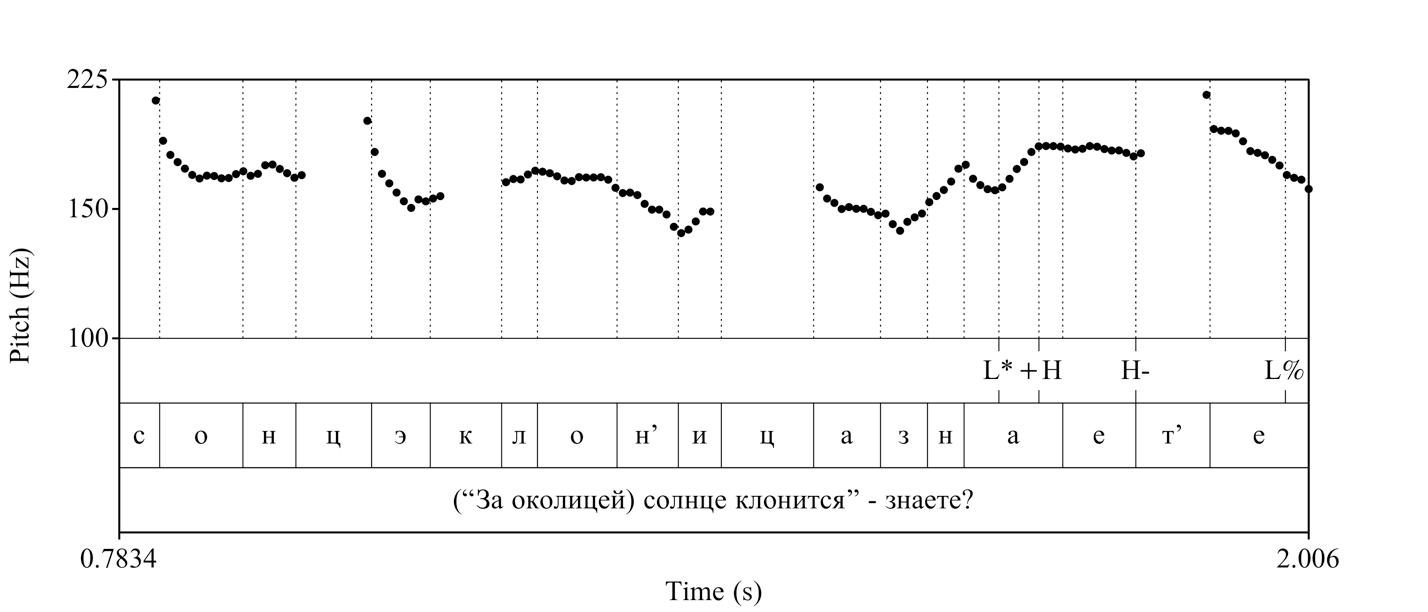 225
150
100
Pitch (Hz)
L* + H H- L%
с о н ц э к л о н’ и ц а з н а е т’ е
(“За околицей) солнце клонится” - знаете?
0.7834 2.006
Time (s)